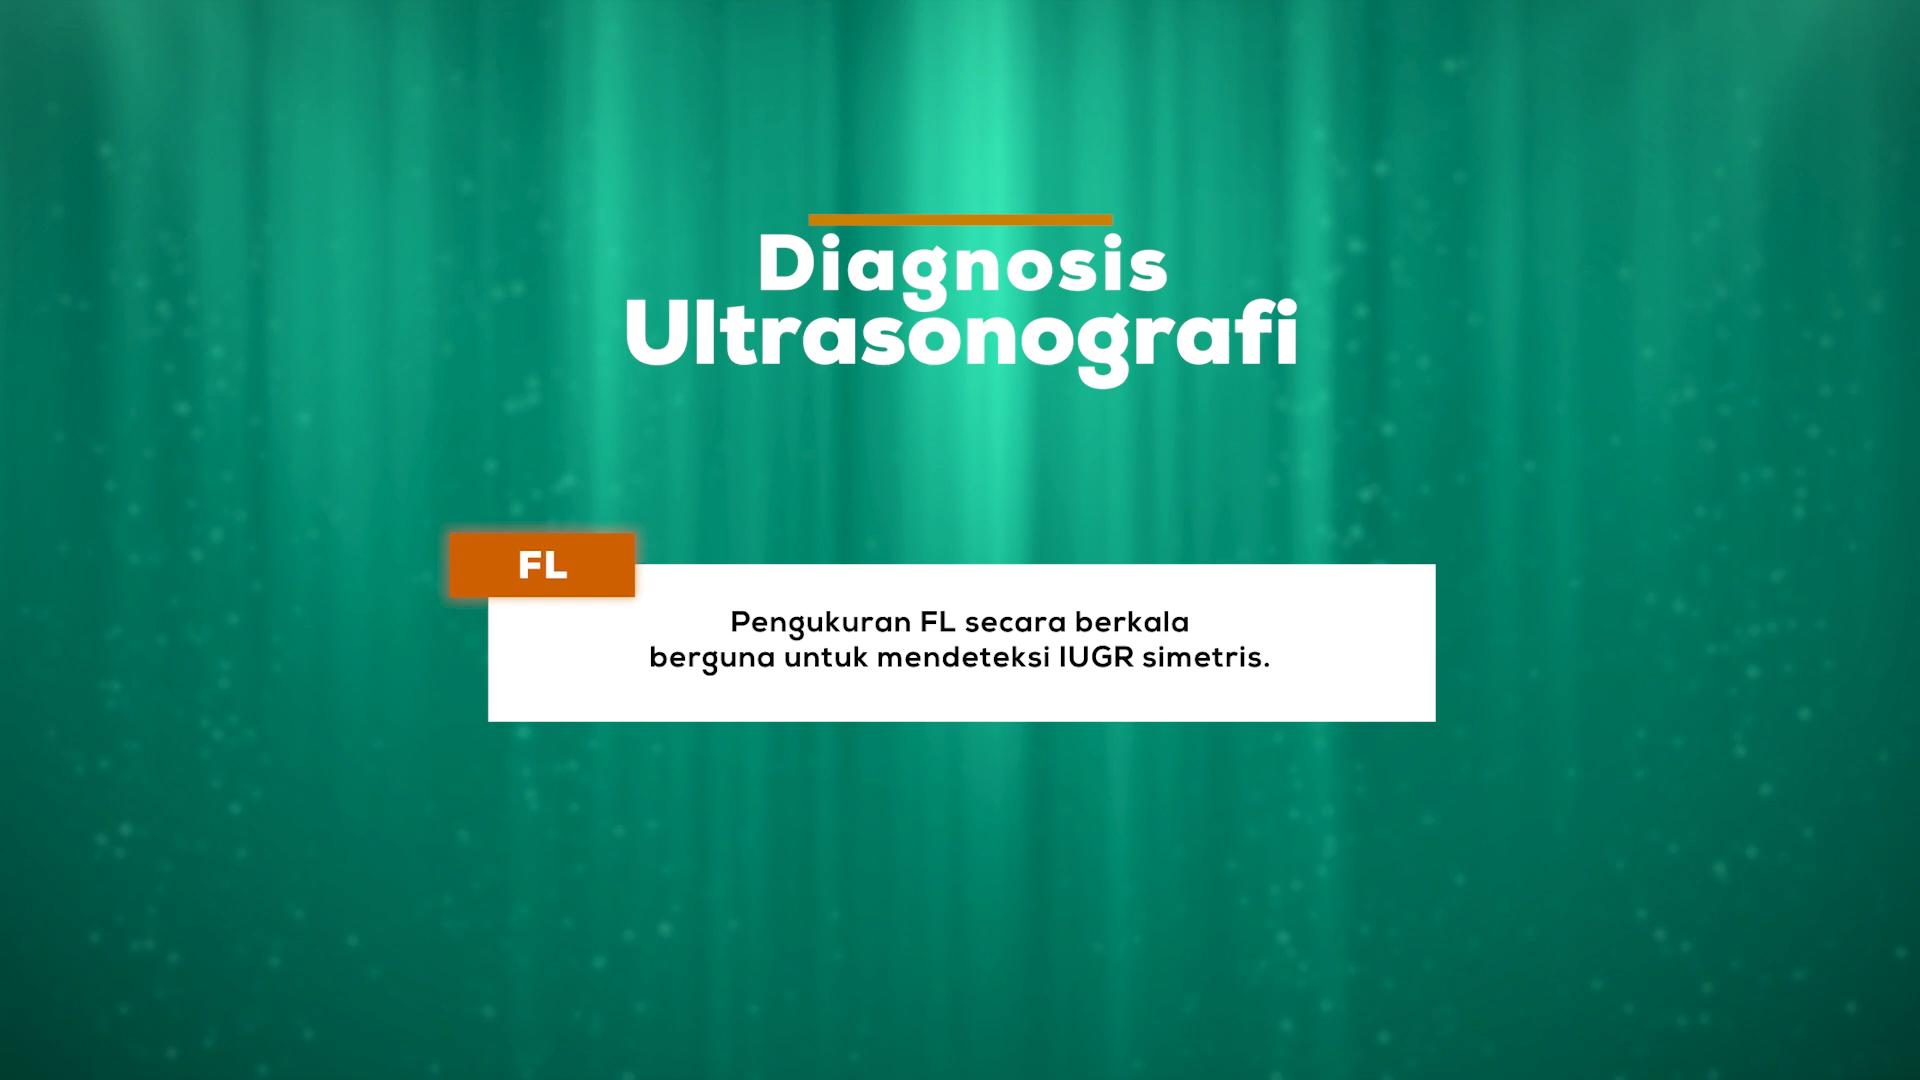 Diagnosis
Ultrasonografi
FL
Pengukuran FL secara berkala
berguna untuk mendeteksi IUGR simetris.